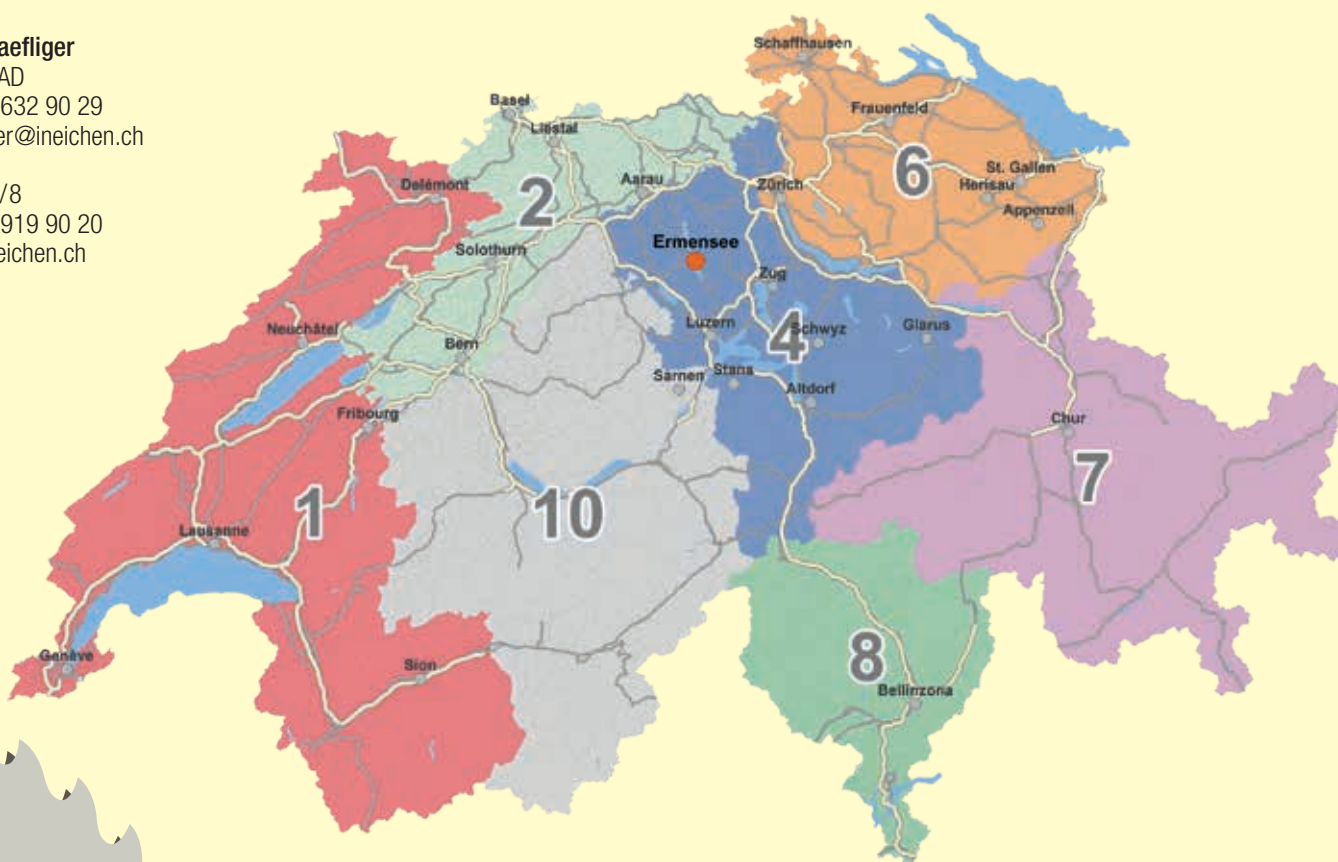 aefliger
AD
632 90 29
er@ineichen.ch
/8
919 90 20
eichen.ch
Schaffhausen
Basel
Liestal
Frauenfeld
Delémont
2
Aarau
Zürich
6
St. Gallen
Herisau
Appenzell
Solothurn
Ermensee
Zug
Neuchâtel
Bern
Luzern
4
Schwyz
Glarus
Sarnen
Stans
Altdorf
Fribourg
Chur
7
1
10
Lausanne
Genève
Sion
8
Bellinzona